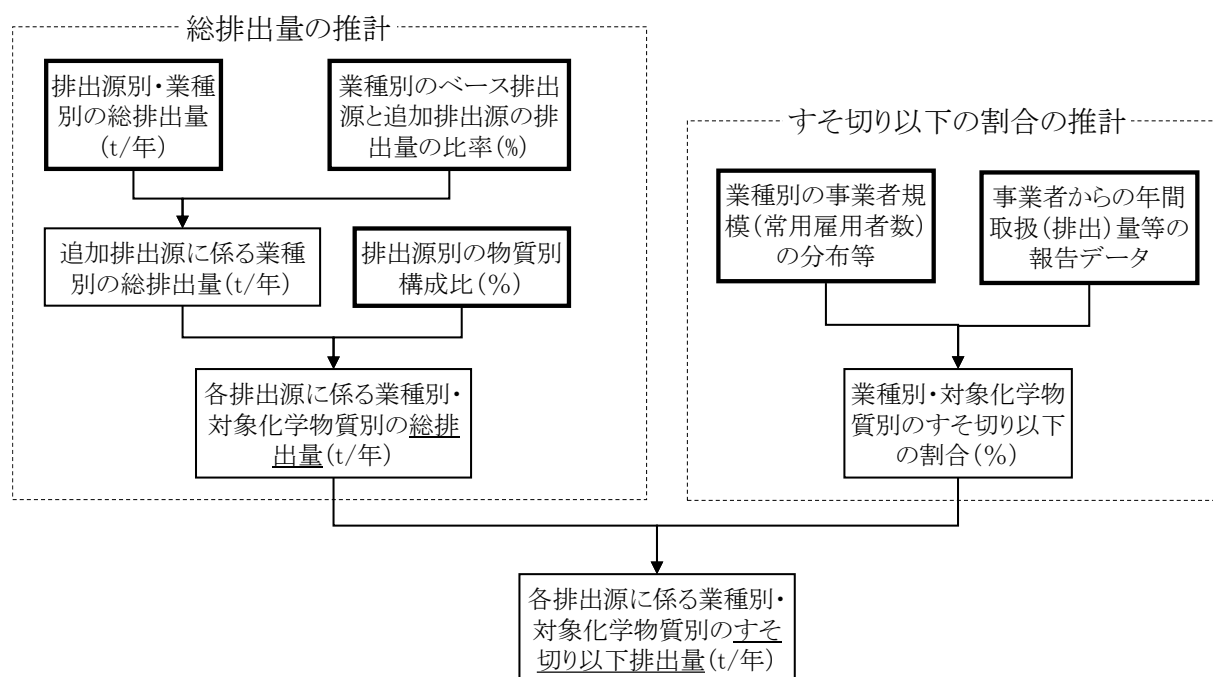 総排出量の推計
排出源別・業種
別の総排出量
(t/年)
業種別のベース排出
源と追加排出源の排
出量の比率(%)
追加排出源に係る業種
別の総排出量(t/年)
排出源別の物質別
構成比(%)
各排出源に係る業種別・
対象化学物質別の総排
出量(t/年)
すそ切り以下の割合の推計
業種別の事業者規
模(常用雇用者数)
の分布等
事業者からの年間
取扱(排出)量等の
報告データ
業種別・対象化学物
質別のすそ切り以下
の割合(%)
各排出源に係る業種別・
対象化学物質別のすそ
切り以下排出量(t/年)